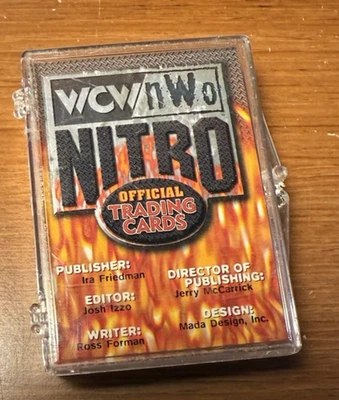 WCW/nWo
NITRO
OFFICIAL
TRADING
CARDS
PUBLISHER:
Ira Friedman
EDITOR:
Josh Izzo
WRITER:
Ross Forman
DIRECTOR OF
PUBLISHING:
Jerry McCarrick
DESIGN:
Mada Design, Inc.